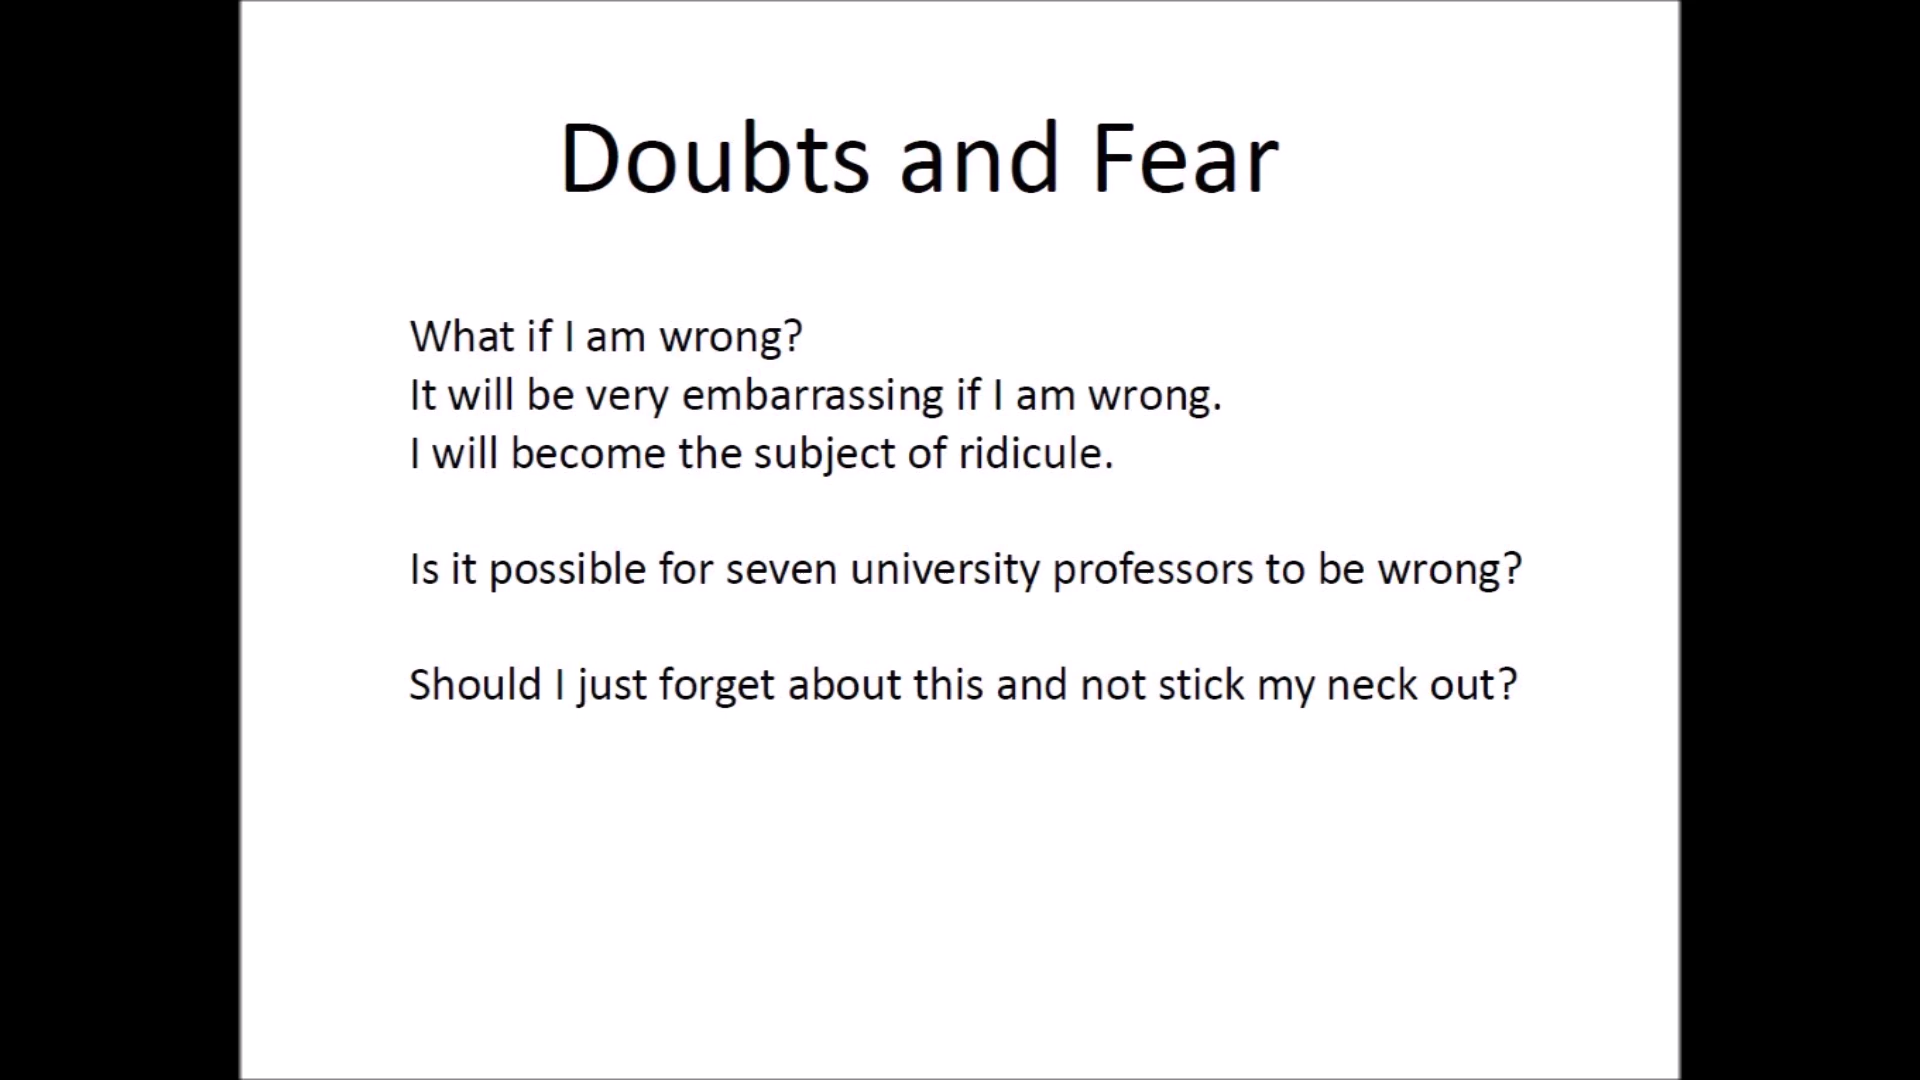 Doubts and Fear
What if I am wrong?
It will be very embarrassing if I am wrong.
I will become the subject of ridicule.
Is it possible for seven university professors to be wrong?
Should I just forget about this and not stick my neck out?